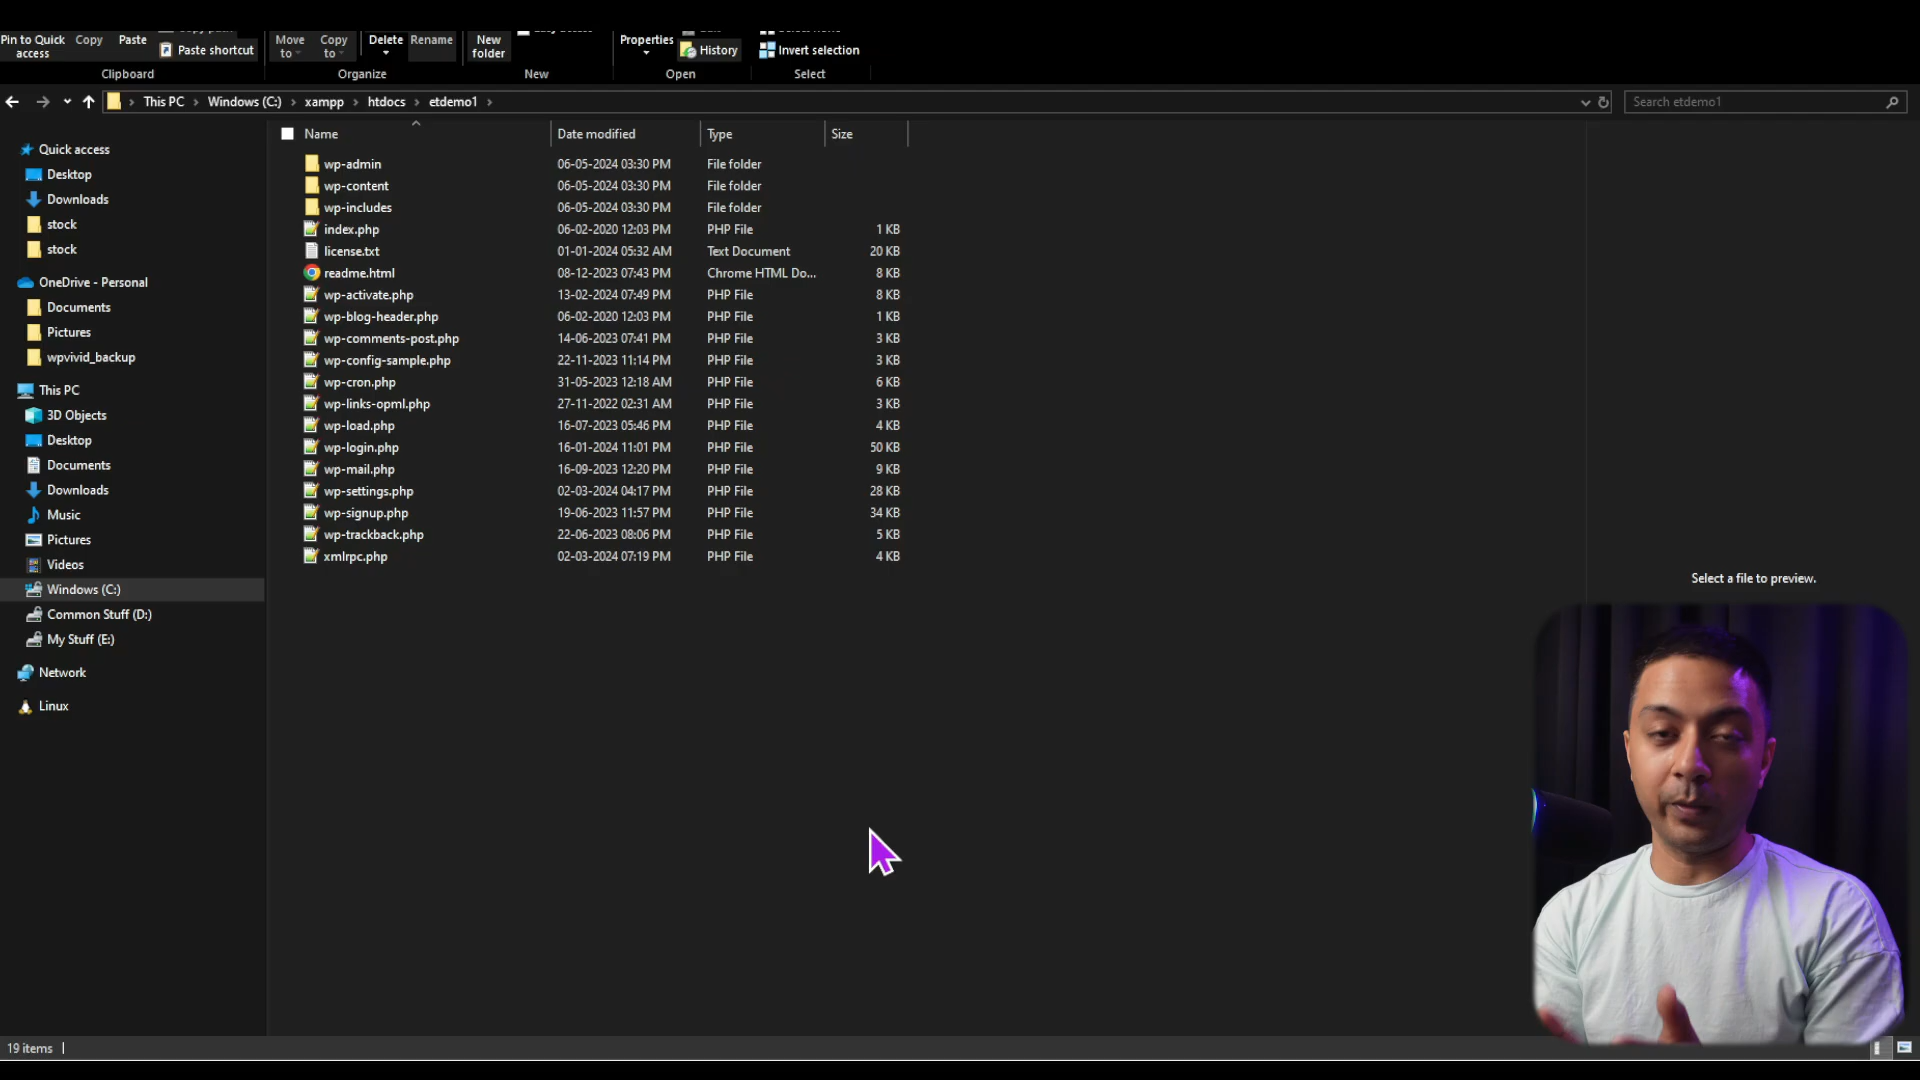 Pin to Quick access
Copy
Paste
Paste shortcut
Clipboard
Move to
Copy to
Delete
Rename
Organize
New folder
New
Properties
History
Open
Invert selection
Select
This PC > Windows (C:) > xampp > htdocs > etdemo1 >
Search etdemo1
Quick access
Desktop
Downloads
stock
stock
OneDrive - Personal
Documents
Pictures
wpvivid_backup
This PC
3D Objects
Desktop
Documents
Downloads
Music
Pictures
Videos
Windows (C:)
Common Stuff (D:)
My Stuff (E:)
Network
Linux
Name Date modified Type Size
wp-admin 06-05-2024 03:30 PM File folder
wp-content 06-05-2024 03:30 PM File folder
wp-includes 06-05-2024 03:30 PM File folder
index.php 06-02-2020 12:03 PM PHP File 1 KB
license.txt 01-01-2024 05:32 AM Text Document 20 KB
readme.html 08-12-2023 07:43 PM Chrome HTML Do... 8 KB
wp-activate.php 13-02-2024 07:49 PM PHP File 8 KB
wp-blog-header.php 06-02-2020 12:03 PM PHP File 1 KB
wp-comments-post.php 14-06-2023 07:41 PM PHP File 3 KB
wp-config-sample.php 22-11-2023 11:14 PM PHP File 3 KB
wp-cron.php 31-05-2023 12:18 AM PHP File 6 KB
wp-links-opml.php 27-11-2022 02:31 AM PHP File 3 KB
wp-load.php 16-07-2023 05:46 PM PHP File 4 KB
wp-login.php 16-01-2024 11:01 PM PHP File 50 KB
wp-mail.php 16-09-2023 12:20 PM PHP File 9 KB
wp-settings.php 02-03-2024 04:17 PM PHP File 28 KB
wp-signup.php 19-06-2023 11:57 PM PHP File 34 KB
wp-trackback.php 22-06-2023 08:06 PM PHP File 5 KB
xmlrpc.php 02-03-2024 07:19 PM PHP File 4 KB
Select a file to preview.
19 items